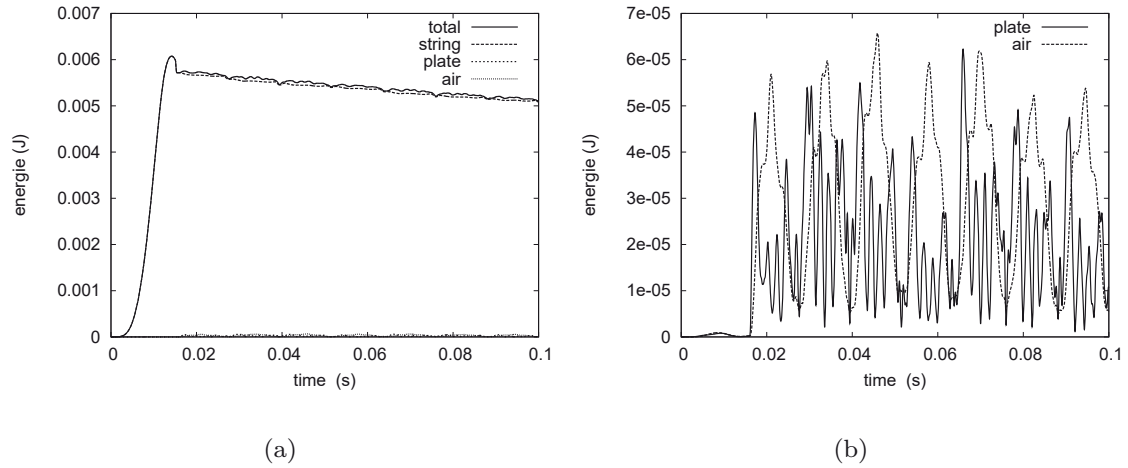 0.007
0.006
0.005
0.004
0.003
0.002
0.001
0
energie (J)
0 0.02 0.04 0.06 0.08 0.1
time (s)
total
string
plate
air
(a)
7e-05
6e-05
5e-05
4e-05
3e-05
2e-05
1e-05
0
energie (J)
0 0.02 0.04 0.06 0.08 0.1
time (s)
plate
air
(b)